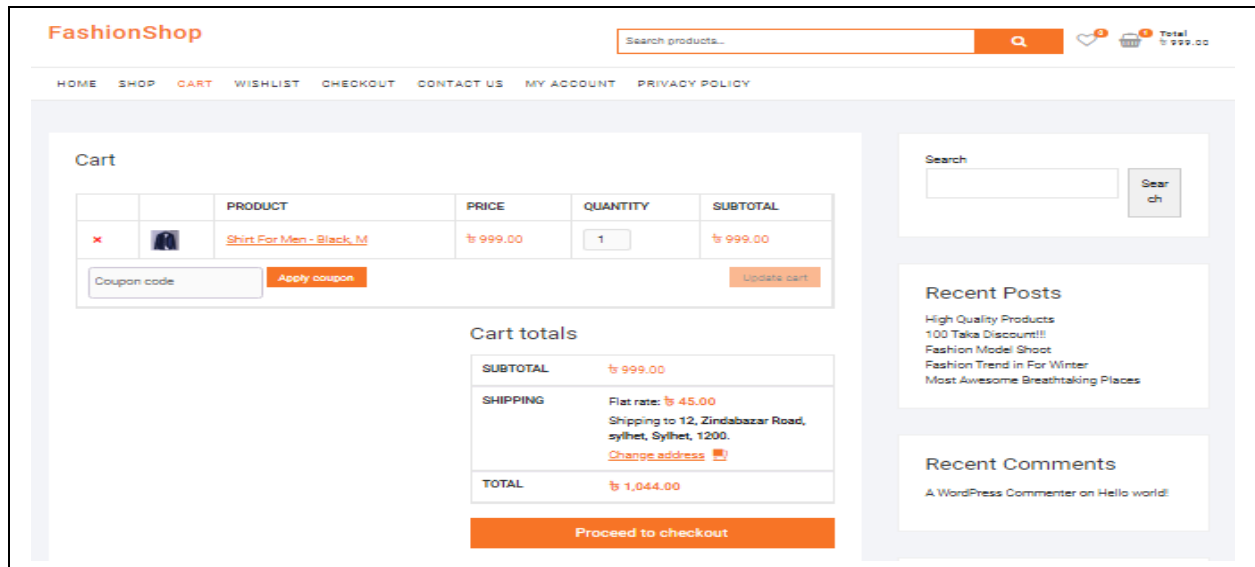 FashionShop
Search products...
Total
৳ 999.00
HOME SHOP CART WISHLIST CHECKOUT CONTACT US MY ACCOUNT PRIVACY POLICY
Cart
PRODUCT PRICE QUANTITY SUBTOTAL
× Shirt For Men - Black, M ৳ 999.00 1 ৳ 999.00
Coupon code Apply coupon Update cart
Cart totals
SUBTOTAL ৳ 999.00
SHIPPING Flat rate: ৳ 45.00
Shipping to 12, Zindabazar Road,
sylhet, Sylhet, 1200.
Change address
TOTAL ৳ 1,044.00
Proceed to checkout
Search
Sear
ch
Recent Posts
High Quality Products
100 Taka Discount!!!
Fashion Model Shoot
Fashion Trend in For Winter
Most Awesome Breathtaking Places
Recent Comments
A WordPress Commenter on Hello world!